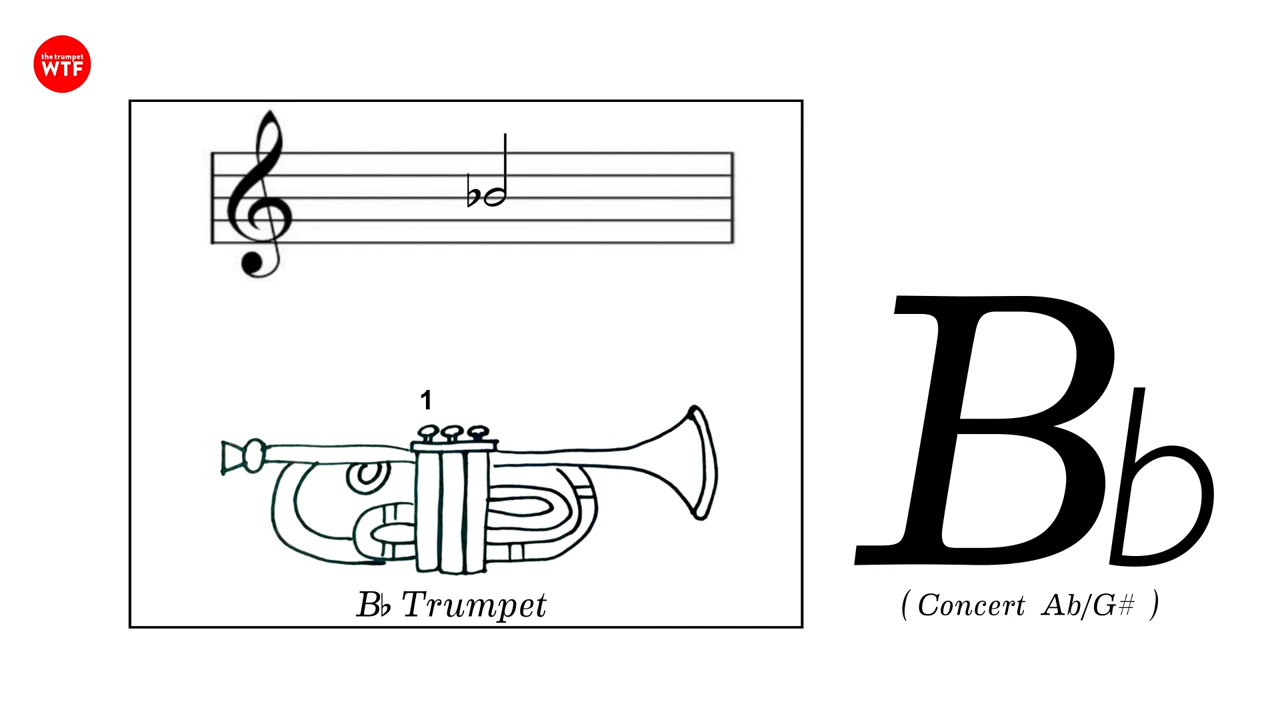 the trumpet
WTF
1
B♭ Trumpet
Bb
( Concert Ab/G# )